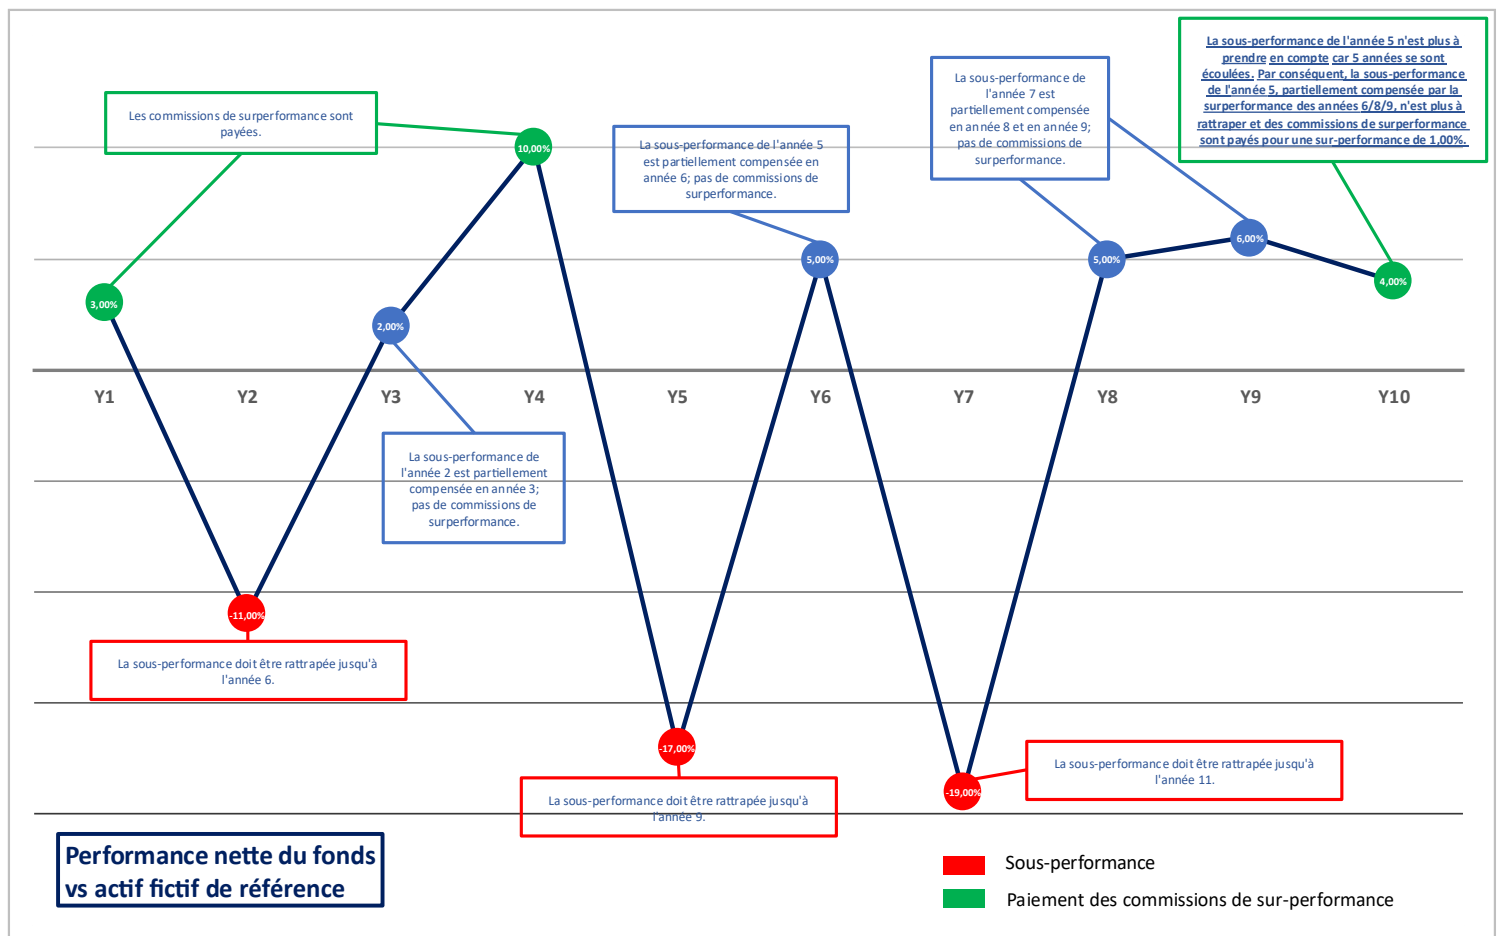 La sous-performance de l'année 5 n'est plus à
prendre en compte car 5 années se sont
écoulées. Par conséquent, la sous-performance
de l'année 5, partiellement compensée par la
surperformance des années 6/8/9, n'est plus à
rattraper et des commissions de surperformance
sont payés pour une sur-performance de 1,00%.
La sous-performance de
l'année 7 est
partiellement compensée
en année 8 et en année 9;
pas de commissions de
surperformance.
Les commissions de surperformance sont
payées.
La sous-performance de l'année 5
est partiellement compensée en
année 6; pas de commissions de
surperformance.
10,00%
6,00%
5,00%
5,00%
4,00%
3,00%
2,00%
Y1 Y2 Y3 Y4 Y5 Y6 Y7 Y8 Y9 Y10
La sous-performance de
l'année 2 est partiellement
compensée en année 3;
pas de commissions de
surperformance.
-11,00%
La sous-performance doit être rattrapée jusqu'à
l'année 6.
-17,00%
-19,00%
La sous-performance doit être rattrapée jusqu'à
l'année 11.
La sous-performance doit être rattrapée jusqu'à
l'année 9.
Performance nette du fonds
vs actif fictif de référence
Sous-performance
Paiement des commissions de sur-performance